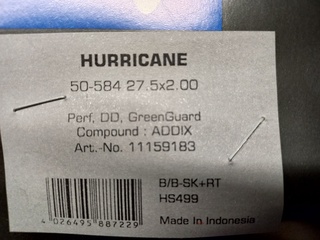 HURRICANE
50-584 27.5x2.00
Perf, DD, GreenGuard
Compound : ADDIX
Art.-No. 11159183
B/B-SK+RT
HS499
4 026495 887229
Made in Indonesia